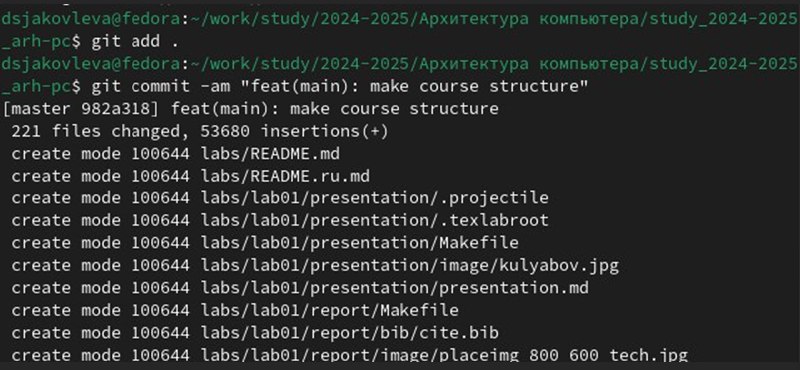 dsjakovleva@fedora:~/work/study/2024-2025/Архитектура компьютера/study_2024-2025
_arh-pc$ git add .
dsjakovleva@fedora:~/work/study/2024-2025/Архитектура компьютера/study_2024-2025
_arh-pc$ git commit -am "feat(main): make course structure"
[master 982a318] feat(main): make course structure
221 files changed, 53680 insertions(+)
create mode 100644 labs/README.md
create mode 100644 labs/README.ru.md
create mode 100644 labs/lab01/presentation/.projectile
create mode 100644 labs/lab01/presentation/.texlabroot
create mode 100644 labs/lab01/presentation/Makefile
create mode 100644 labs/lab01/presentation/image/kulyabov.jpg
create mode 100644 labs/lab01/presentation/presentation.md
create mode 100644 labs/lab01/report/Makefile
create mode 100644 labs/lab01/report/bib/cite.bib
create mode 100644 labs/lab01/report/image/placeimg_800_600_tech.jpg